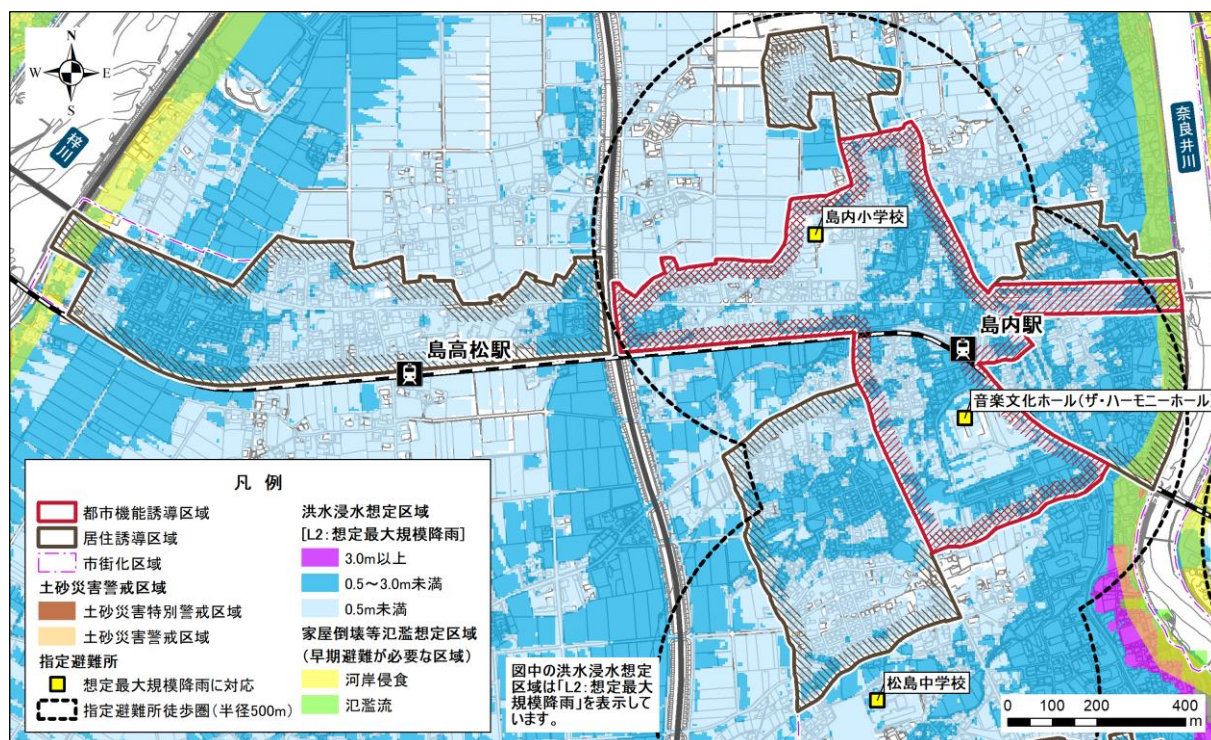 N
W E
S
梓川
奈良井川
島内小学校
島内駅
島高松駅
音楽文化ホール(ザ・ハーモニーホール)
松島中学校
凡 例
都市機能誘導区域
居住誘導区域
市街化区域
土砂災害警戒区域
土砂災害特別警戒区域
土砂災害警戒区域
指定避難所
想定最大規模降雨に対応
指定避難所徒歩圏(半径500m)
洪水浸水想定区域
[L2:想定最大規模降雨]
3.0m以上
0.5～3.0m未満
0.5m未満
家屋倒壊等氾濫想定区域
(早期避難が必要な区域)
河岸侵食
氾濫流
図中の洪水浸水想定
区域は「L2:想定最大
規模降雨」を表示して
います。
0 100 200 400
m